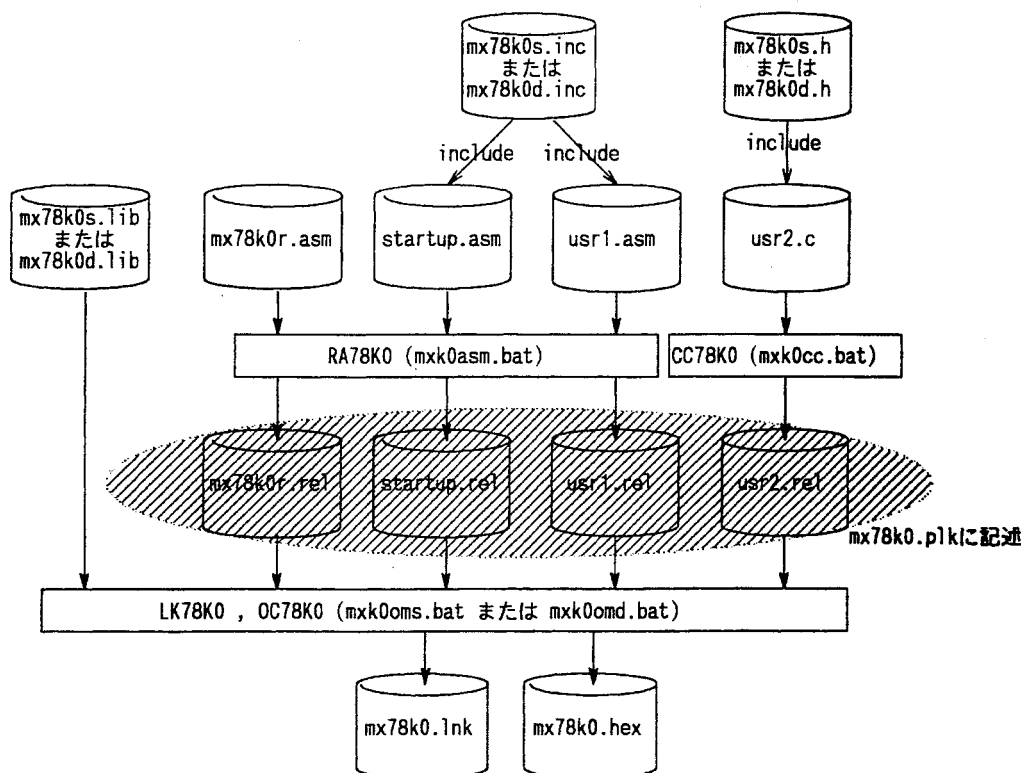 mx78k0s.inc
または
mx78k0d.inc
mx78k0s.h
または
mx78k0d.h
include
include
include
mx78k0s.lib
または
mx78k0d.lib
mx78k0r.asm
startup.asm
usr1.asm
usr2.c
RA78K0 (mxk0asm.bat)
CC78K0 (mxk0cc.bat)
mx78k0r.rel
startup.rel
usr1.rel
usr2.rel
mx78k0.plkに記述
LK78K0 , OC78K0 (mxk0oms.bat または mxk0omd.bat)
mx78k0.lnk
mx78k0.hex